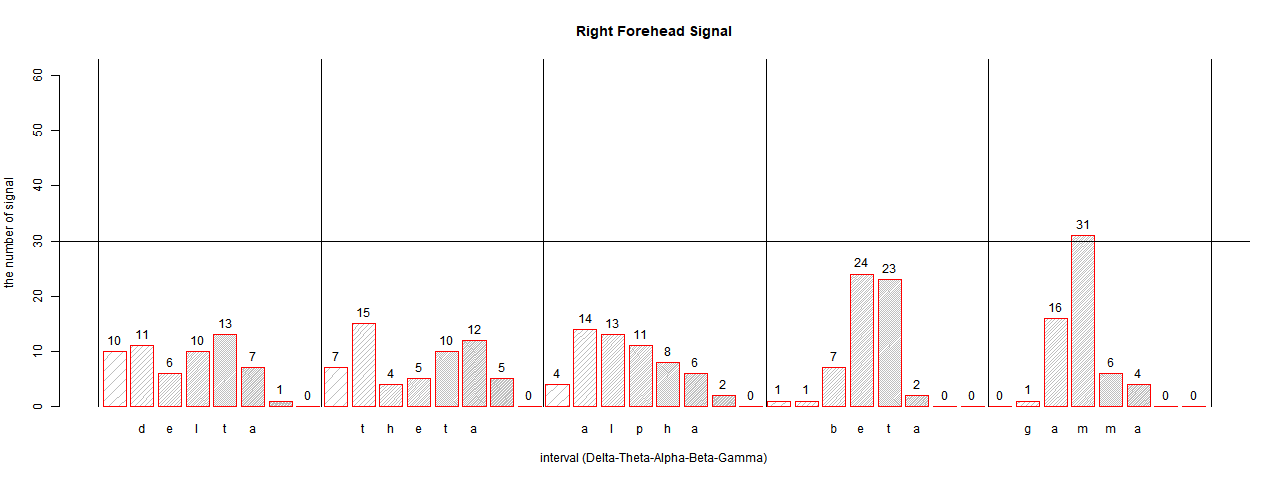 Right Forehead Signal
the number of signal
60
50
40
30
20
10
0
10 11 6 10 13 7 1 0 7 15 4 5 10 12 5 0 4 14 13 11 8 6 2 0 1 1 7 24 23 2 0 0 0 1 16 31 6 4 0 0
d e l t a t h e t a a l p h a b e t a g a m m a
interval (Delta-Theta-Alpha-Beta-Gamma)